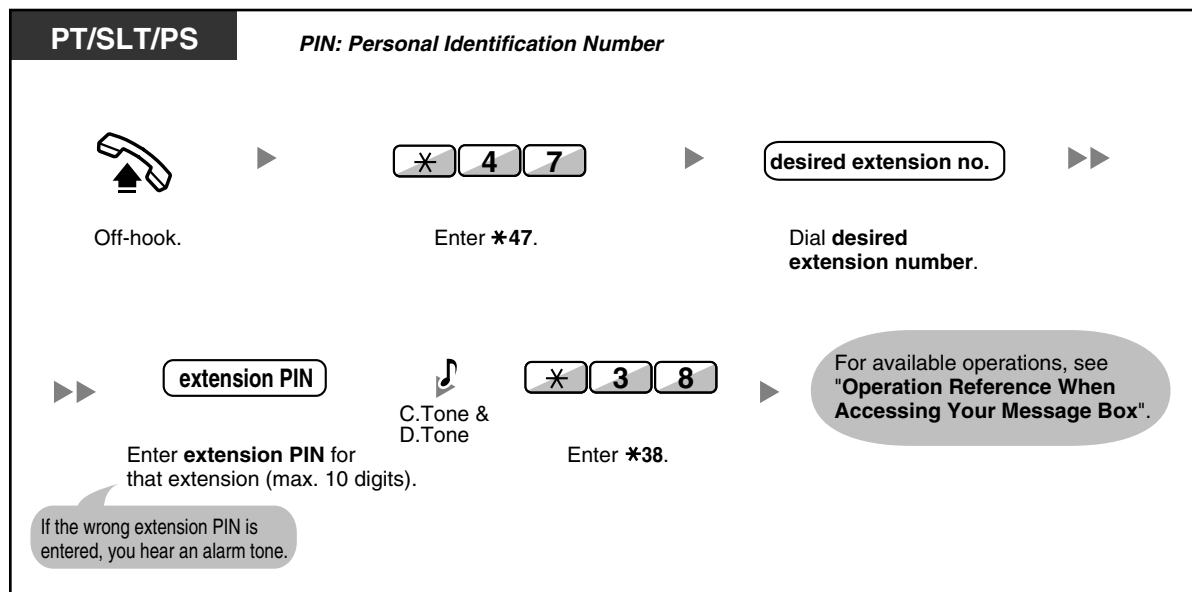 PT/SLT/PS
PIN: Personal Identification Number
* 4 7
desired extension no.
Off-hook.
Enter *47.
Dial desired
extension number.
extension PIN
C.Tone &
D.Tone
* 3 8
For available operations, see
"Operation Reference When
Accessing Your Message Box".
Enter extension PIN for
that extension (max. 10 digits).
Enter *38.
If the wrong extension PIN is
entered, you hear an alarm tone.